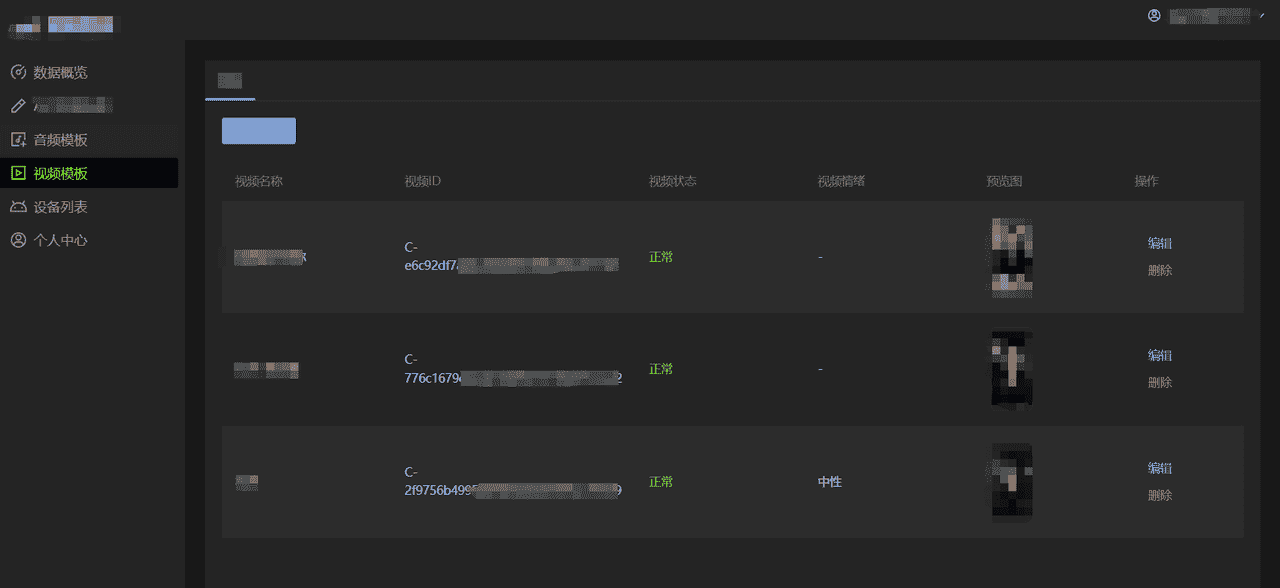 数据概览
音频模板
视频模板
设备列表
个人中心
视频名称 视频ID 视频状态 视频情绪 预览图 操作
C-
e6c92df7
正常 - 编辑
删除
C-
776c1679 2
正常 - 编辑
删除
C-
2f9756b499 9
正常 中性 编辑
删除